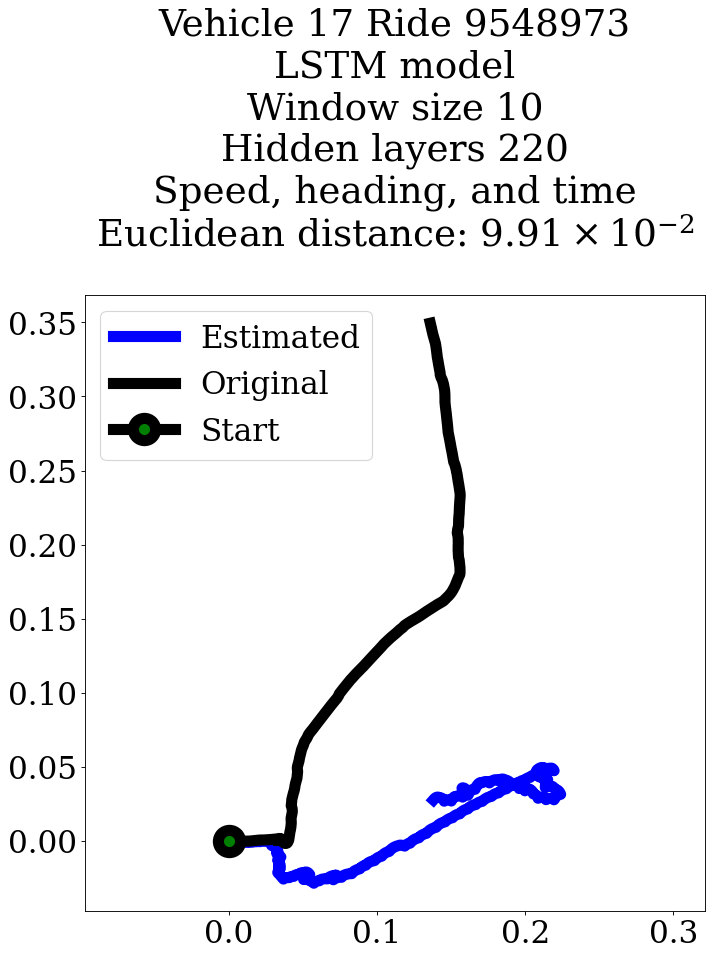 Vehicle 17 Ride 9548973
LSTM model
Window size 10
Hidden layers 220
Speed, heading, and time
Euclidean distance: 9.91 × 10⁻²
Estimated
Original
Start
0.35
0.30
0.25
0.20
0.15
0.10
0.05
0.00
0.0 0.1 0.2 0.3